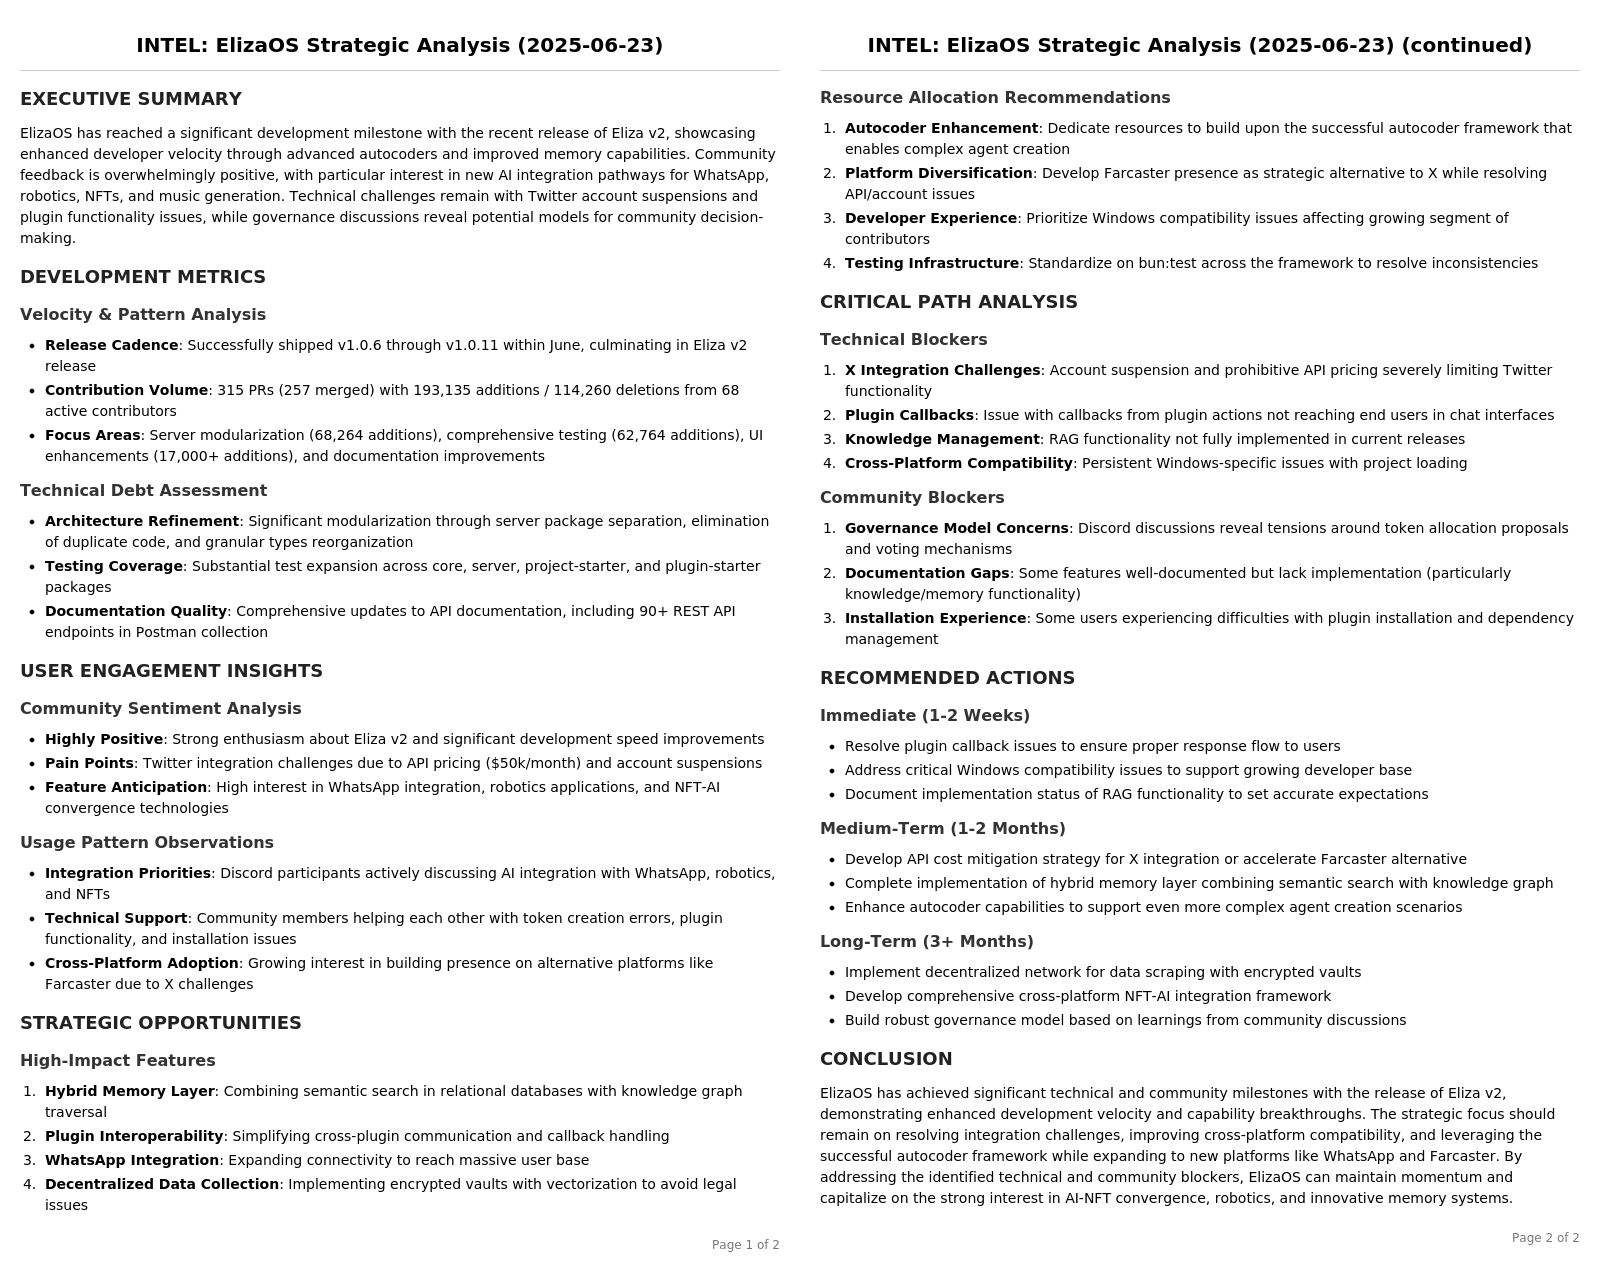 INTEL: ElizaOS Strategic Analysis (2025-06-23)
EXECUTIVE SUMMARY
ElizaOS has reached a significant development milestone with the recent release of Eliza v2, showcasing
enhanced developer velocity through advanced autocoders and improved memory capabilities. Community
feedback is overwhelmingly positive, with particular interest in new AI integration pathways for WhatsApp,
robotics, NFTs, and music generation. Technical challenges remain with Twitter account suspensions and
plugin functionality issues, while governance discussions reveal potential models for community decision-
making.
DEVELOPMENT METRICS
Velocity & Pattern Analysis
• Release Cadence: Successfully shipped v1.0.6 through v1.0.11 within June, culminating in Eliza v2
release
• Contribution Volume: 315 PRs (257 merged) with 193,135 additions / 114,260 deletions from 68
active contributors
• Focus Areas: Server modularization (68,264 additions), comprehensive testing (62,764 additions), UI
enhancements (17,000+ additions), and documentation improvements
Technical Debt Assessment
• Architecture Refinement: Significant modularization through server package separation, elimination
of duplicate code, and granular types reorganization
• Testing Coverage: Substantial test expansion across core, server, project-starter, and plugin-starter
packages
• Documentation Quality: Comprehensive updates to API documentation, including 90+ REST API
endpoints in Postman collection
USER ENGAGEMENT INSIGHTS
Community Sentiment Analysis
• Highly Positive: Strong enthusiasm about Eliza v2 and significant development speed improvements
• Pain Points: Twitter integration challenges due to API pricing ($50k/month) and account suspensions
• Feature Anticipation: High interest in WhatsApp integration, robotics applications, and NFT-AI
convergence technologies
Usage Pattern Observations
• Integration Priorities: Discord participants actively discussing AI integration with WhatsApp, robotics,
and NFTs
• Technical Support: Community members helping each other with token creation errors, plugin
functionality, and installation issues
• Cross-Platform Adoption: Growing interest in building presence on alternative platforms like
Farcaster due to X challenges
STRATEGIC OPPORTUNITIES
High-Impact Features
1. Hybrid Memory Layer: Combining semantic search in relational databases with knowledge graph
traversal
2. Plugin Interoperability: Simplifying cross-plugin communication and callback handling
3. WhatsApp Integration: Expanding connectivity to reach massive user base
4. Decentralized Data Collection: Implementing encrypted vaults with vectorization to avoid legal
issues
Page 1 of 2
INTEL: ElizaOS Strategic Analysis (2025-06-23) (continued)
Resource Allocation Recommendations
1. Autocoder Enhancement: Dedicate resources to build upon the successful autocoder framework that
enables complex agent creation
2. Platform Diversification: Develop Farcaster presence as strategic alternative to X while resolving
API/account issues
3. Developer Experience: Prioritize Windows compatibility issues affecting growing segment of
contributors
4. Testing Infrastructure: Standardize on bun:test across the framework to resolve inconsistencies
CRITICAL PATH ANALYSIS
Technical Blockers
1. X Integration Challenges: Account suspension and prohibitive API pricing severely limiting Twitter
functionality
2. Plugin Callbacks: Issue with callbacks from plugin actions not reaching end users in chat interfaces
3. Knowledge Management: RAG functionality not fully implemented in current releases
4. Cross-Platform Compatibility: Persistent Windows-specific issues with project loading
Community Blockers
1. Governance Model Concerns: Discord discussions reveal tensions around token allocation proposals
and voting mechanisms
2. Documentation Gaps: Some features well-documented but lack implementation (particularly
knowledge/memory functionality)
3. Installation Experience: Some users experiencing difficulties with plugin installation and dependency
management
RECOMMENDED ACTIONS
Immediate (1-2 Weeks)
• Resolve plugin callback issues to ensure proper response flow to users
• Address critical Windows compatibility issues to support growing developer base
• Document implementation status of RAG functionality to set accurate expectations
Medium-Term (1-2 Months)
• Develop API cost mitigation strategy for X integration or accelerate Farcaster alternative
• Complete implementation of hybrid memory layer combining semantic search with knowledge graph
• Enhance autocoder capabilities to support even more complex agent creation scenarios
Long-Term (3+ Months)
• Implement decentralized network for data scraping with encrypted vaults
• Develop comprehensive cross-platform NFT-AI integration framework
• Build robust governance model based on learnings from community discussions
CONCLUSION
ElizaOS has achieved significant technical and community milestones with the release of Eliza v2,
demonstrating enhanced development velocity and capability breakthroughs. The strategic focus should
remain on resolving integration challenges, improving cross-platform compatibility, and leveraging the
successful autocoder framework while expanding to new platforms like WhatsApp and Farcaster. By
addressing the identified technical and community blockers, ElizaOS can maintain momentum and
capitalize on the strong interest in AI-NFT convergence, robotics, and innovative memory systems.
Page 2 of 2